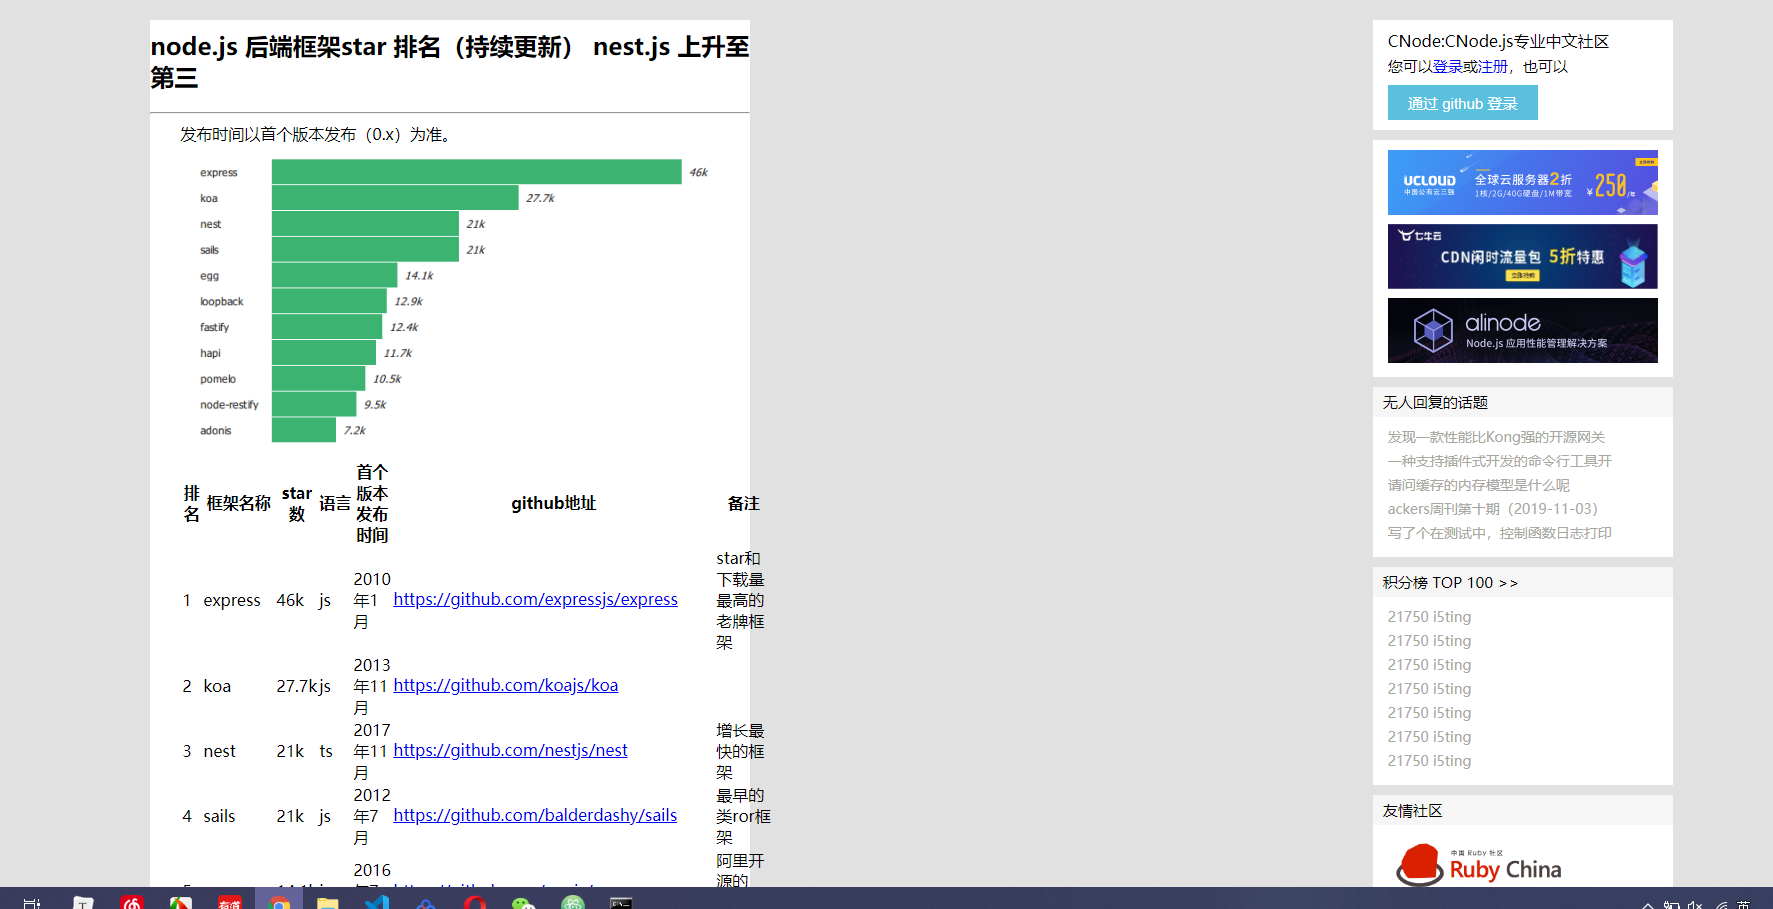 node.js 后端框架star 排名（持续更新） nest.js 上升至
第三
发布时间以首个版本发布（0.x）为准。
express 46k
koa 27.7k
nest 21k
sails 21k
egg 14.1k
loopback 12.9k
fastify 12.4k
hapi 11.7k
pomelo 10.5k
node-restify 9.5k
adonis 7.2k
排名 框架名称 star数 语言 首个版本发布时间 github地址 备注
1 express 46k js 2010年1月 https://github.com/expressjs/express star和下载量最高的老牌框架
2 koa 27.7k js 2013年11月 https://github.com/koajs/koa
3 nest 21k ts 2017年11月 https://github.com/nestjs/nest 增长最快的框架
4 sails 21k js 2012年7月 https://github.com/balderdashy/sails 最早的类ror框架
2016 阿里开源的
CNode:CNode.js专业中文社区
您可以登录或注册，也可以
通过 github 登录
UCLOUD 中国公有云三强
全球云服务器2折
1核/2G/40G硬盘/1M带宽
¥250/年
七牛云
CDN闲时流量包 5折特惠
alinode
Node.js 应用性能管理解决方案
无人回复的话题
发现一款性能比Kong强的开源网关
一种支持插件式开发的命令行工具开
请问缓存的内存模型是什么呢
ackers周刊第十期（2019-11-03）
写了个在测试中，控制函数日志打印
积分榜 TOP 100 >>
21750 i5ting
21750 i5ting
21750 i5ting
21750 i5ting
21750 i5ting
21750 i5ting
21750 i5ting
友情社区
中国 Ruby 社区
Ruby China
有道
英